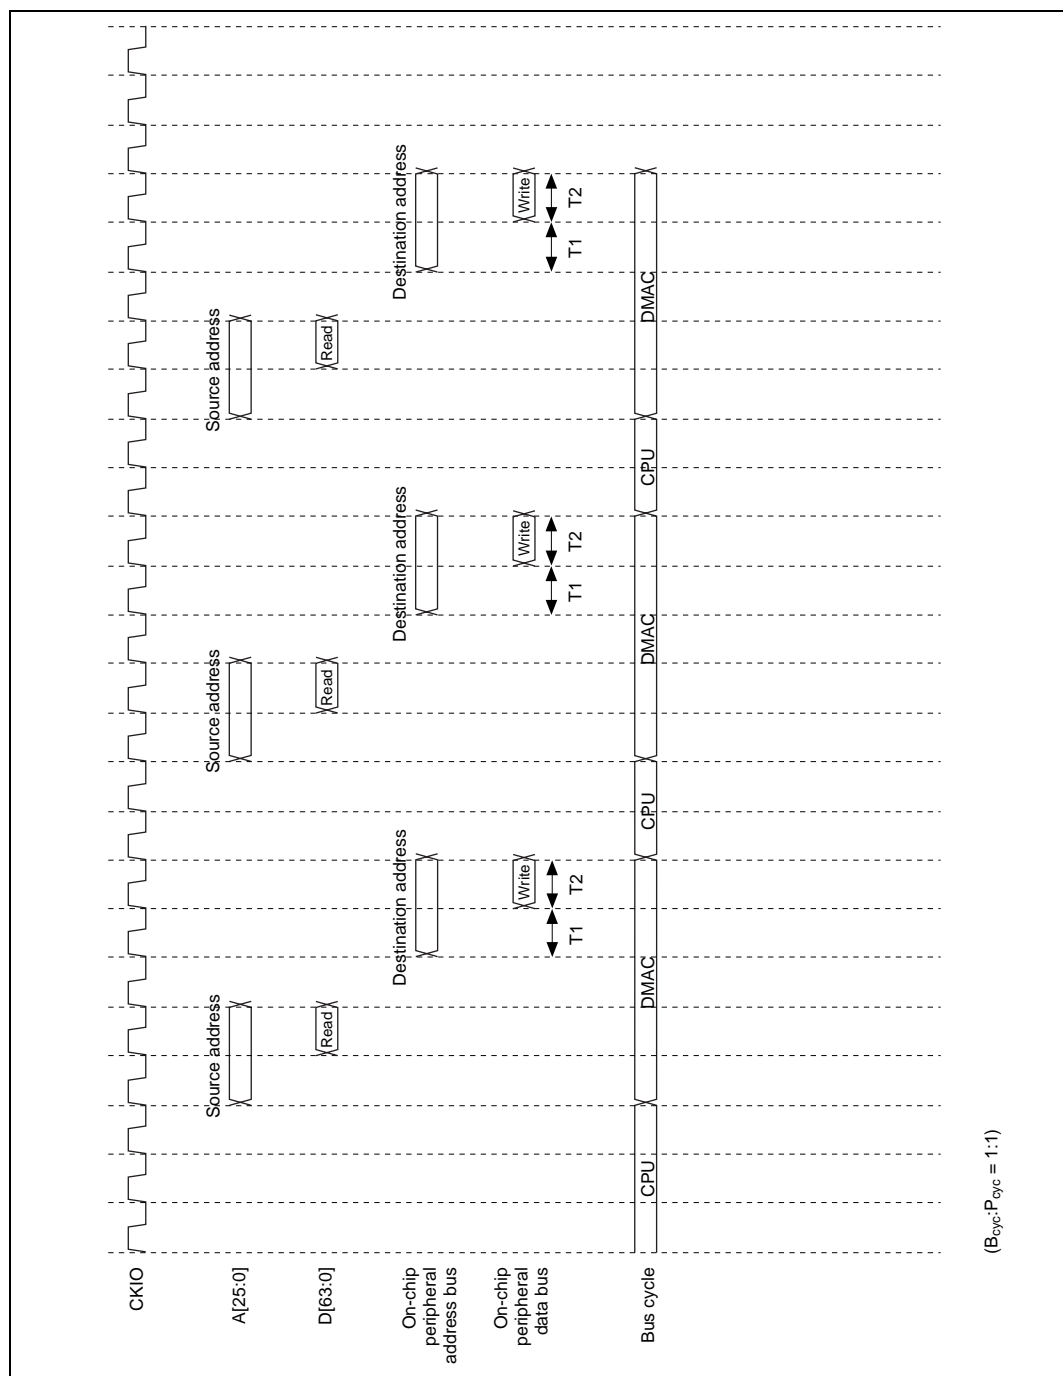 CKIO
A[25:0]
Source address
Source address
Source address
D[63:0]
Read
Read
Read
On-chip
peripheral
address bus
Destination address
Destination address
Destination address
On-chip
peripheral
data bus
Write
Write
Write
T1
T2
T1
T2
T1
T2
Bus cycle
CPU
DMAC
CPU
DMAC
CPU
DMAC
(Bcyc:Pcyc = 1:1)